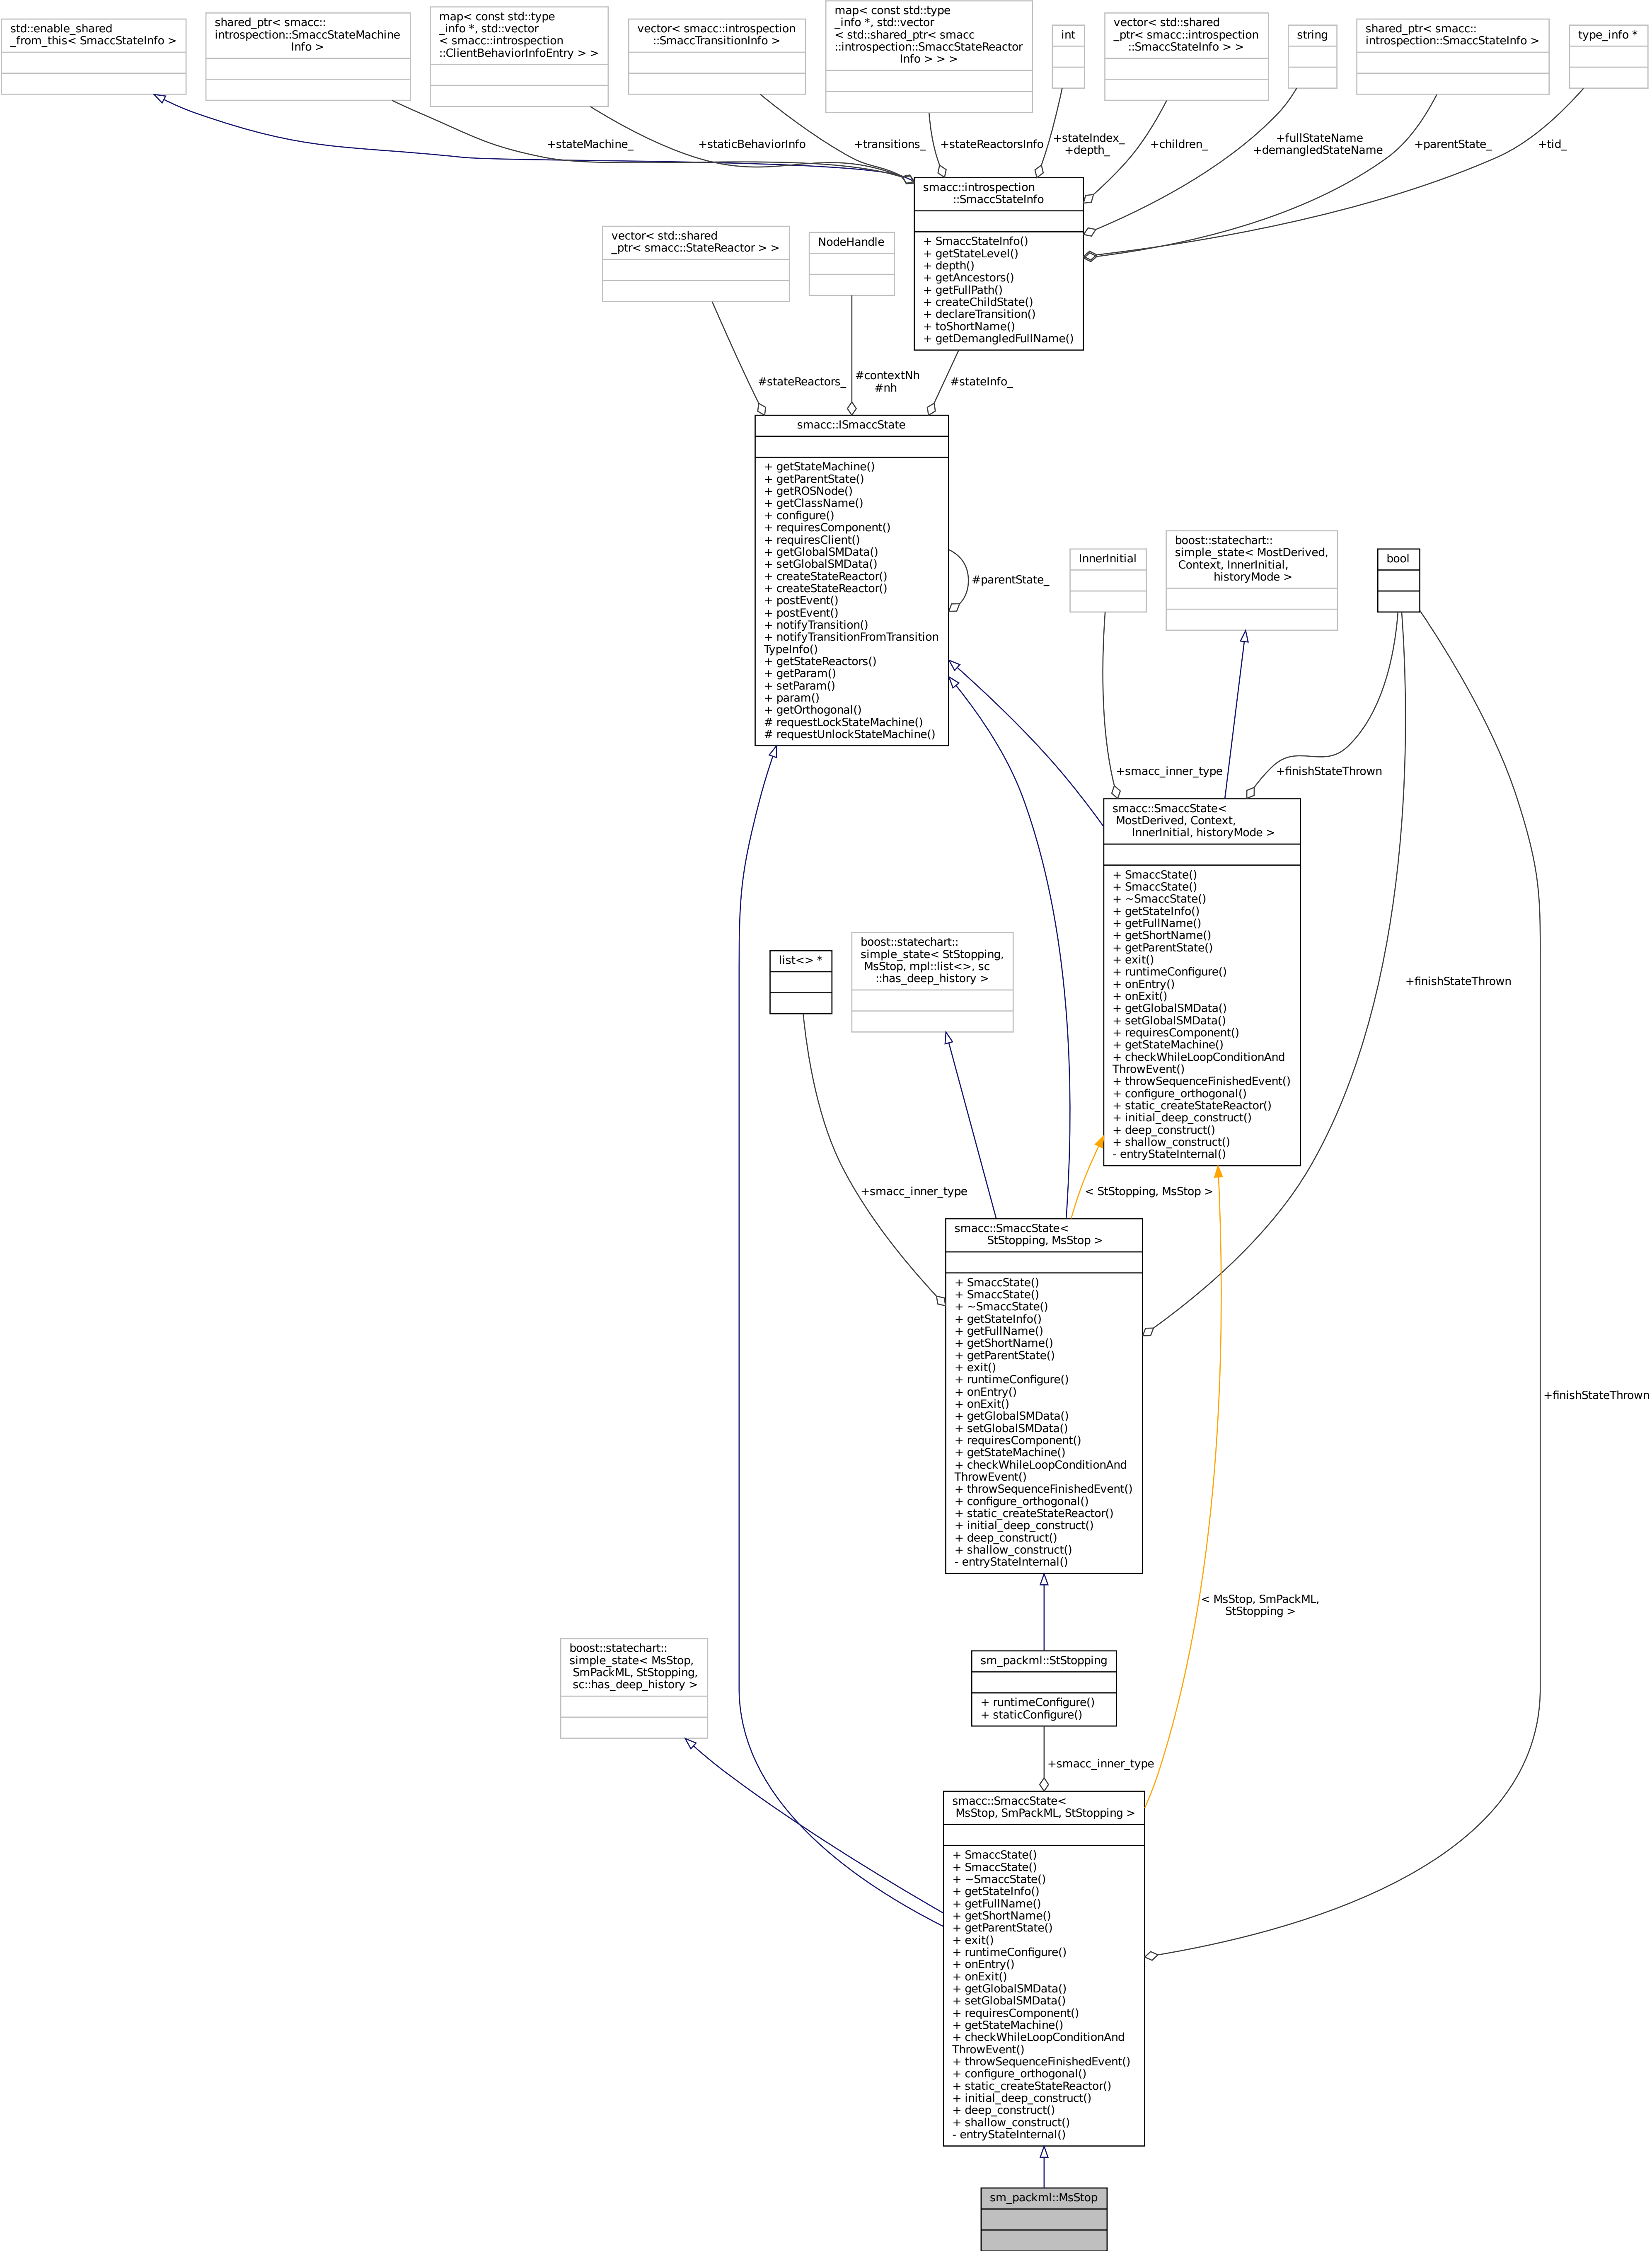 std::enable_shared
_from_this< SmaccStateInfo >
shared_ptr< smacc::
introspection::SmaccStateMachine
Info >
map< const std::type
_info *, std::vector
< smacc::introspection
::ClientBehaviorInfoEntry > >
vector< smacc::introspection
::SmaccTransitionInfo >
map< const std::type
_info *, std::vector
< std::shared_ptr< smacc
::introspection::SmaccStateReactor
Info > > >
int
vector< std::shared
_ptr< smacc::introspection
::SmaccStateInfo > >
string
shared_ptr< smacc::
introspection::SmaccStateInfo >
type_info *
+stateMachine_
+staticBehaviorInfo
+transitions_
+stateReactorsInfo
+stateIndex_
+depth_
+children_
+fullStateName
+demangledStateName
+parentState_
+tid_
smacc::introspection
::SmaccStateInfo
+ SmaccStateInfo()
+ getStateLevel()
+ depth()
+ getAncestors()
+ getFullPath()
+ createChildState()
+ declareTransition()
+ toShortName()
+ getDemangledFullName()
vector< std::shared
_ptr< smacc::StateReactor > >
NodeHandle
#stateReactors_
#contextNh
#nh
#stateInfo_
smacc::ISmaccState
+ getStateMachine()
+ getParentState()
+ getROSNode()
+ getClassName()
+ configure()
+ requiresComponent()
+ requiresClient()
+ getGlobalSMData()
+ setGlobalSMData()
+ createStateReactor()
+ createStateReactor()
+ postEvent()
+ postEvent()
+ notifyTransition()
+ notifyTransitionFromTransition
TypeInfo()
+ getStateReactors()
+ getParam()
+ setParam()
+ param()
+ getOrthogonal()
# requestLockStateMachine()
# requestUnlockStateMachine()
#parentState_
InnerInitial
boost::statechart::
simple_state< MostDerived,
Context, InnerInitial,
historyMode >
bool
+smacc_inner_type
+finishStateThrown
smacc::SmaccState<
MostDerived, Context,
InnerInitial, historyMode >
+ SmaccState()
+ SmaccState()
+ ~SmaccState()
+ getStateInfo()
+ getFullName()
+ getShortName()
+ getParentState()
+ exit()
+ runtimeConfigure()
+ onEntry()
+ onExit()
+ getGlobalSMData()
+ setGlobalSMData()
+ requiresComponent()
+ getStateMachine()
+ checkWhileLoopConditionAnd
ThrowEvent()
+ throwSequenceFinishedEvent()
+ configure_orthogonal()
+ static_createStateReactor()
+ initial_deep_construct()
+ deep_construct()
+ shallow_construct()
- entryStateInternal()
list<> *
boost::statechart::
simple_state< StStopping,
MsStop, mpl::list<>, sc
::has_deep_history >
+finishStateThrown
+smacc_inner_type
< StStopping, MsStop >
smacc::SmaccState<
StStopping, MsStop >
+ SmaccState()
+ SmaccState()
+ ~SmaccState()
+ getStateInfo()
+ getFullName()
+ getShortName()
+ getParentState()
+ exit()
+ runtimeConfigure()
+ onEntry()
+ onExit()
+ getGlobalSMData()
+ setGlobalSMData()
+ requiresComponent()
+ getStateMachine()
+ checkWhileLoopConditionAnd
ThrowEvent()
+ throwSequenceFinishedEvent()
+ configure_orthogonal()
+ static_createStateReactor()
+ initial_deep_construct()
+ deep_construct()
+ shallow_construct()
- entryStateInternal()
+finishStateThrown
< MsStop, SmPackML,
StStopping >
boost::statechart::
simple_state< MsStop,
SmPackML, StStopping,
sc::has_deep_history >
sm_packml::StStopping
+ runtimeConfigure()
+ staticConfigure()
+smacc_inner_type
smacc::SmaccState<
MsStop, SmPackML, StStopping >
+ SmaccState()
+ SmaccState()
+ ~SmaccState()
+ getStateInfo()
+ getFullName()
+ getShortName()
+ getParentState()
+ exit()
+ runtimeConfigure()
+ onEntry()
+ onExit()
+ getGlobalSMData()
+ setGlobalSMData()
+ requiresComponent()
+ getStateMachine()
+ checkWhileLoopConditionAnd
ThrowEvent()
+ throwSequenceFinishedEvent()
+ configure_orthogonal()
+ static_createStateReactor()
+ initial_deep_construct()
+ deep_construct()
+ shallow_construct()
- entryStateInternal()
sm_packml::MsStop